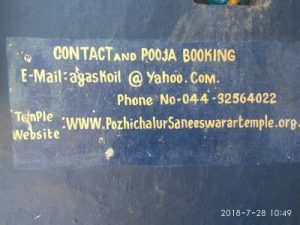 CONTACT AND POOJA BOOKING
E-Mail:agaskoil @ Yahoo.Com.
Phone No-044-32564022
Temple Website :WWW.PozhichalurSaneeswarartemple.org.
2018-7-28 10:49